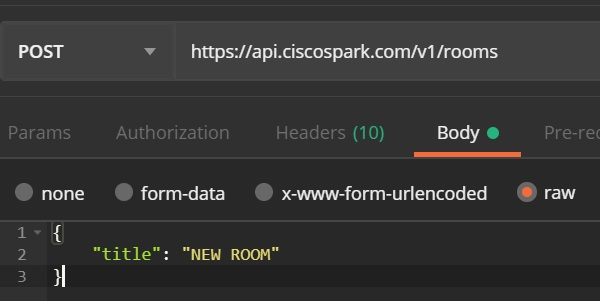 POST https://api.ciscospark.com/v1/rooms
Params Authorization Headers (10) Body Pre-rec
none form-data x-www-form-urlencoded raw
1 {
2 "title": "NEW ROOM"
3 }